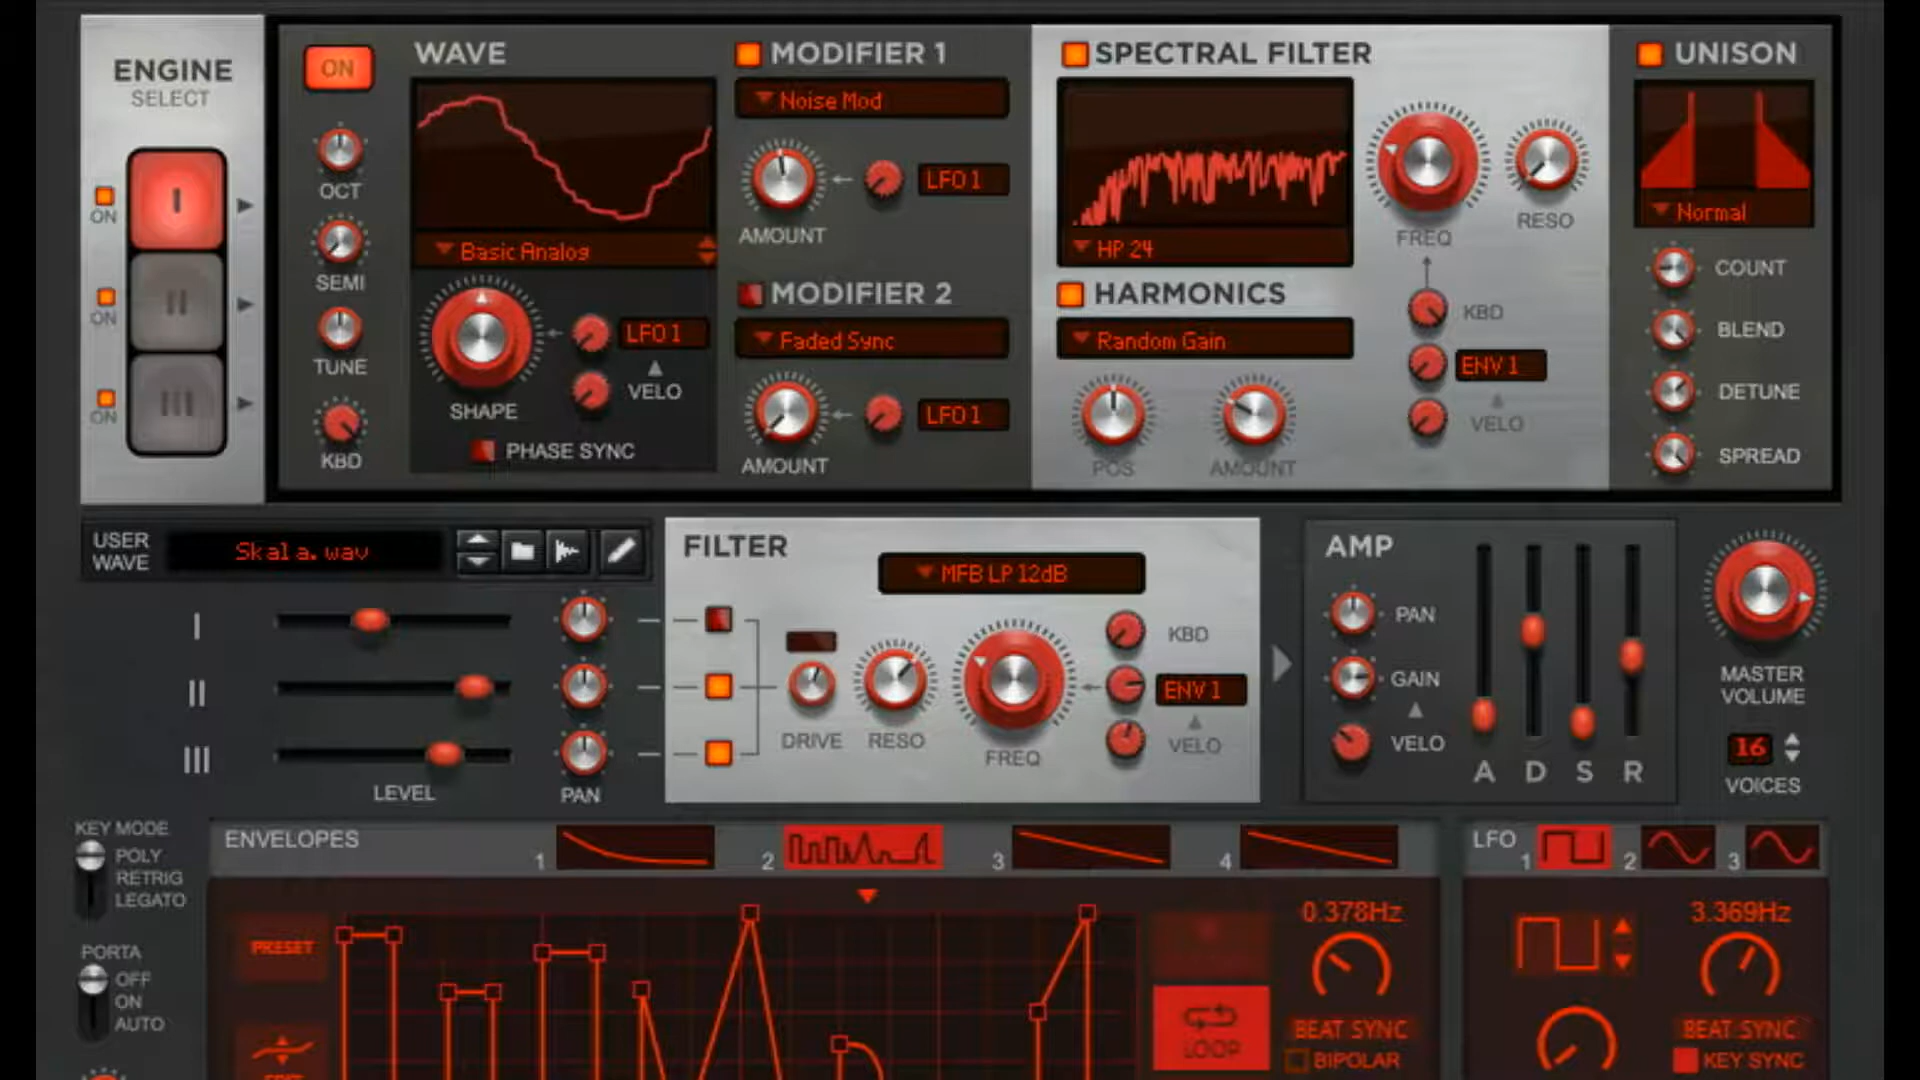 ENGINE
SELECT
ON
I
ON
II
ON
III
ON
OCT
SEMI
TUNE
KBD
WAVE
Basic Analog
SHAPE
LFO 1
VELO
PHASE SYNC
MODIFIER 1
Noise Mod
AMOUNT
LFO 1
MODIFIER 2
Faded Sync
AMOUNT
LFO 1
SPECTRAL FILTER
HP 24
FREQ
RESO
KBD
ENV 1
VELO
HARMONICS
Random Gain
POS
AMOUNT
UNISON
Normal
COUNT
BLEND
DETUNE
SPREAD
USER
WAVE
Skala.wav
I
II
III
LEVEL
PAN
FILTER
MFB LP 12dB
DRIVE
RESO
FREQ
KBD
ENV 1
VELO
AMP
PAN
GAIN
VELO
A D S R
MASTER
VOLUME
16
VOICES
KEY MODE
POLY
RETRIG
LEGATO
PORTA
OFF
ON
AUTO
ENVELOPES
1
2
3
4
PRESET
LOOP
0.378Hz
BEAT SYNC
BIPOLAR
LFO
1
2
3
3.369Hz
BEAT SYNC
KEY SYNC